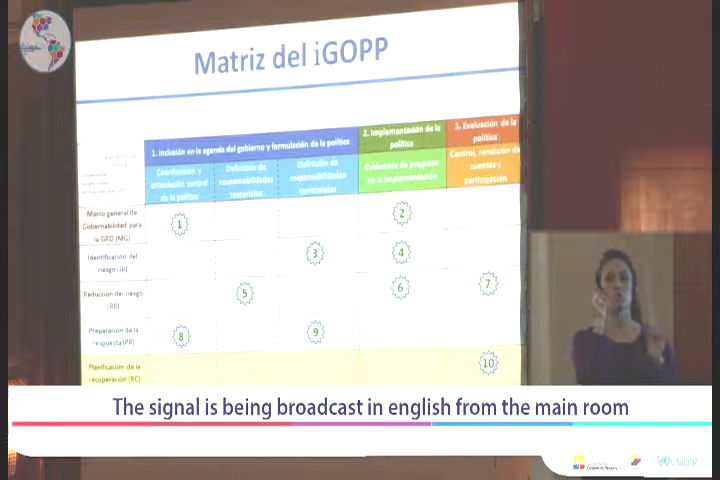 Matriz del iGOPP
1. Inclusión en la agenda del gobierno y formulación de la política
2. Implementación de la
política
3. Evaluación de la
política
Coordinación y
articulación central
de la política
Definición de
responsabilidades
sectoriales
Definición de
responsabilidades
territoriales
Evidencias de progreso
en la implementación
Control, rendición de
cuentas y
participación
Marco general de
Gobernabilidad para
la GRD (MG)
1
2
Identificación del
riesgo (IR)
3
4
Reducción del riesgo
(RR)
5
6
7
Preparación de la
respuesta (PR)
8
9
Planificación de la
recuperación (RC)
10
The signal is being broadcast in english from the main room
UNISDR